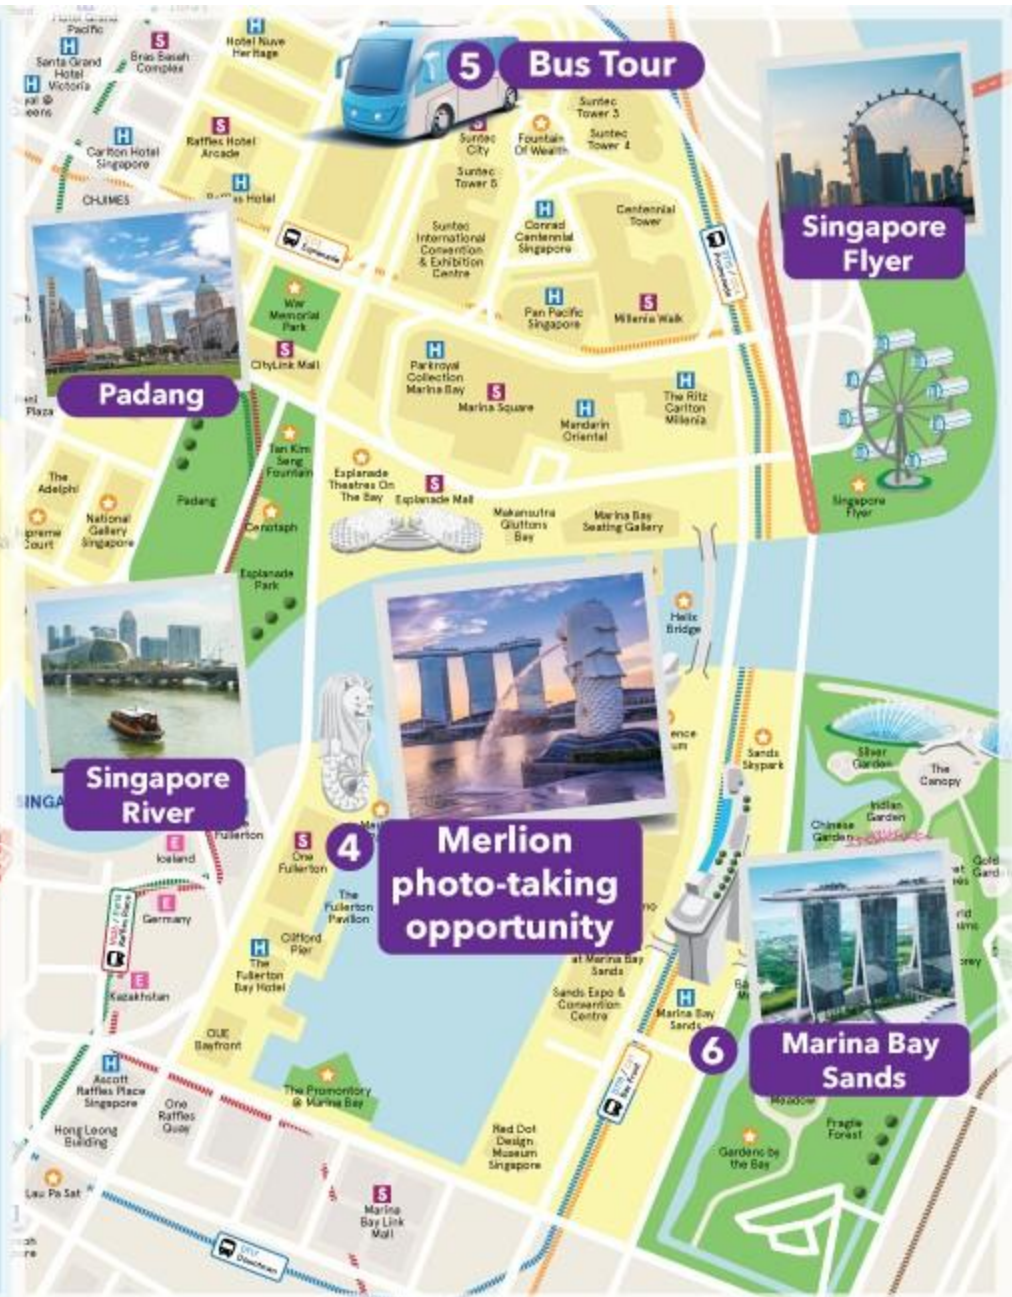 Pacific
H
Santa Grand
Hotel
Victoria
H
S
Bras Basah
Complex
H
Hotel Nuve
Heritage
5 Bus Tour
H
Carlton Hotel
Singapore
S
Raffles Hotel
Arcade
CHIJMES
H
Hotel
Suntec
City
Suntec
Tower 5
Fountain
Of Wealth
Suntec
Tower 3
Suntec
Tower 4
Suntec
International
Convention
& Exhibition
Centre
H
Conrad
Centennial
Singapore
Centennial
Tower
Singapore
Flyer
Esplanade
Promenade
War
Memorial
Park
S
CityLink Mall
H
Pan Pacific
Singapore
S
Millenia Walk
Padang
Plaza
H
Parkroyal
Collection
Marina Bay
S
Marina Square
H
Mandarin
Oriental
H
The Ritz
Carlton
Millenia
The
Adelphi
National
Gallery
Singapore
Court
Padang
Tan Kim
Seng
Fountain
Cenotaph
Esplanade
Park
Esplanade
Theatres On
The Bay
S
Esplanade Mall
Makansutra
Gluttons
Bay
Marina Bay
Seating Gallery
Singapore
Flyer
Helix
Bridge
Singapore
River
SINGA
Fullerton
4 Merlion
photo-taking
opportunity
Sands
Skypark
Silver
Garden
The
Canopy
Indian
Garden
Chinese
Garden
E
Iceland
E
Germany
Raffles Place
E
Kazakhstan
S
One
Fullerton
The
Fullerton
Pavilion
Clifford
Pier
H
The
Fullerton
Bay Hotel
OUE
Bayfront
at Marina Bay
Sands
Sands Expo &
Convention
Centre
H
Marina Bay
Sands
6 Marina Bay
Sands
Meadow
H
Ascott
Raffles Place
Singapore
One
Raffles
Quay
Hong Leong
Building
The Promontory
@ Marina Bay
Lau Pa Sat
Downtown
S
Marina
Bay Link
Mall
Red Dot
Design
Museum
Singapore
Gardens by
the Bay
Fragile
Forest